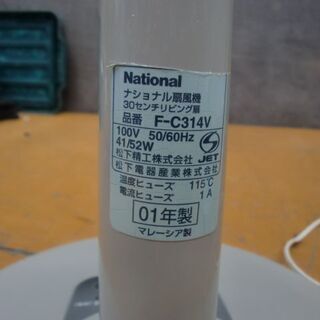 National
ナショナル扇風機
30センチリビング扇
品番 F-C314V
100V 50/60Hz
41/52W
JET
松下精工株式会社
松下電器産業株式会社
温度ヒューズ 115℃
電流ヒューズ 1A
01年製
マレーシア製